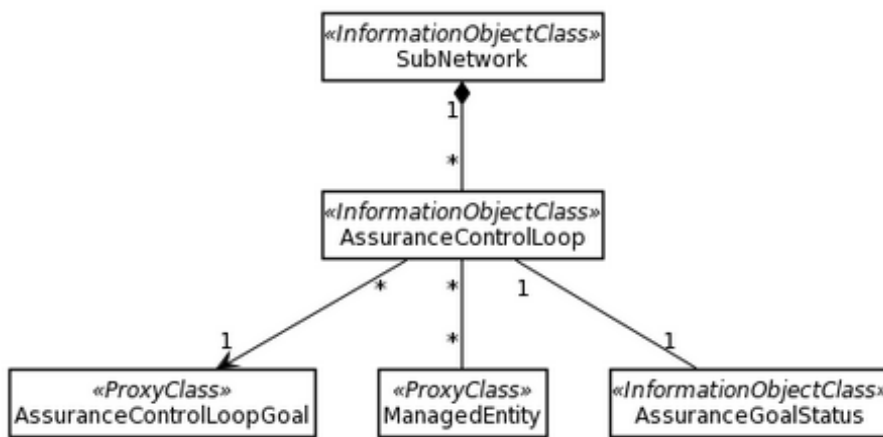 «InformationObjectClass»
SubNetwork
1
*
«InformationObjectClass»
AssuranceControlLoop
* * 1
1 * 1
«ProxyClass» «ProxyClass» «InformationObjectClass»
AssuranceControlLoopGoal ManagedEntity AssuranceGoalStatus